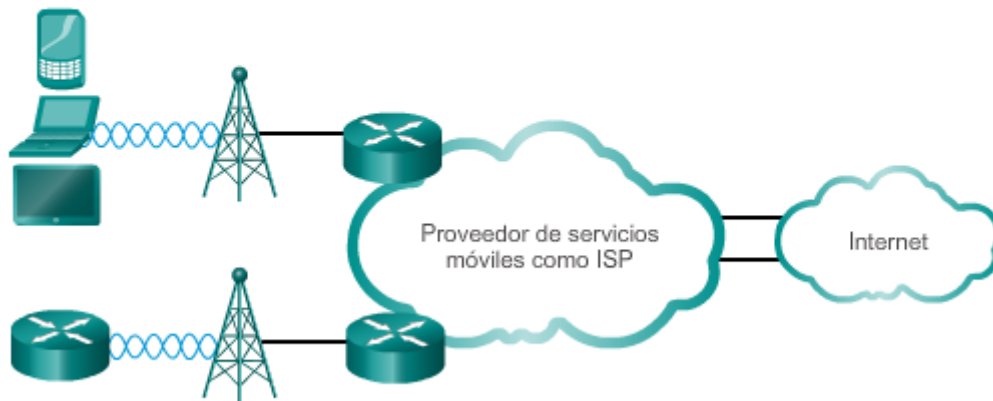 Proveedor de servicios
móviles como ISP
Internet